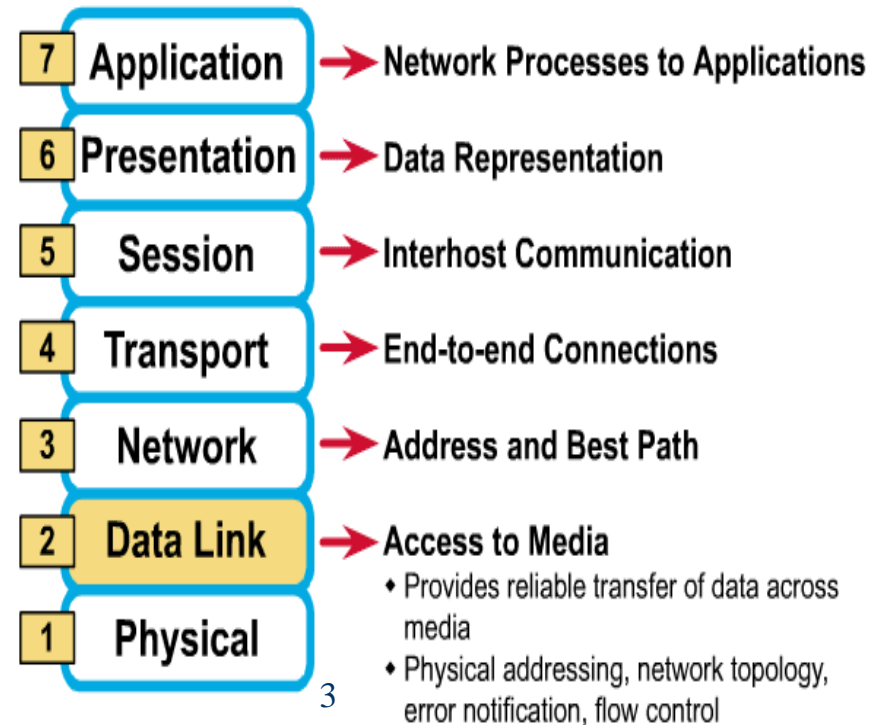 7 Application → Network Processes to Applications
6 Presentation → Data Representation
5 Session → Interhost Communication
4 Transport → End-to-end Connections
3 Network → Address and Best Path
2 Data Link → Access to Media
• Provides reliable transfer of data across
media
1 Physical
• Physical addressing, network topology,
error notification, flow control
3